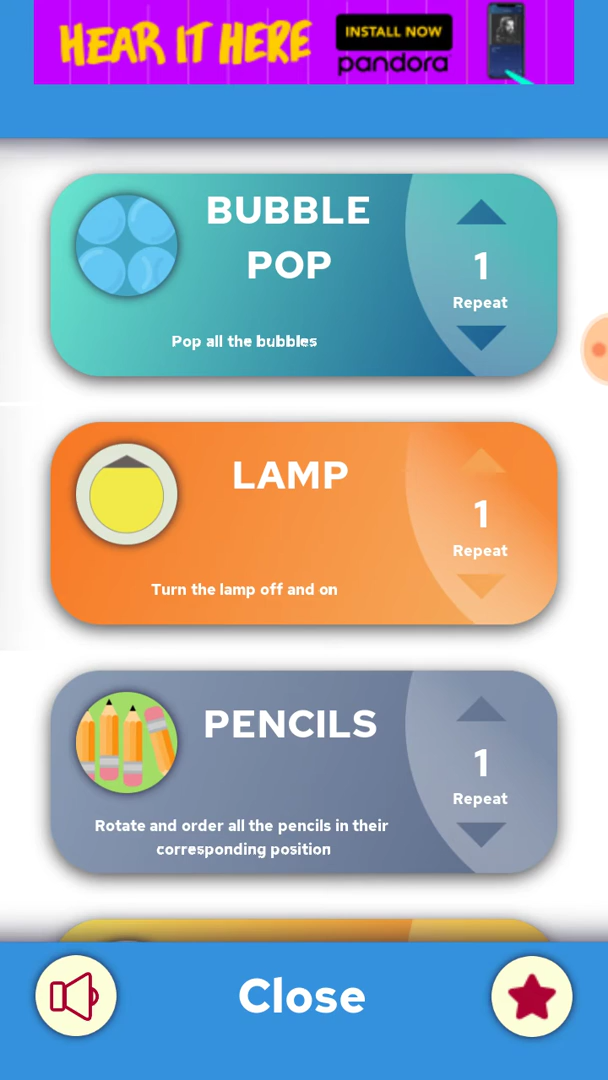 HEAR IT HERE
INSTALL NOW
pandora
BUBBLE
POP
1
Repeat
Pop all the bubbles
LAMP
1
Repeat
Turn the lamp off and on
PENCILS
1
Repeat
Rotate and order all the pencils in their
corresponding position
Close